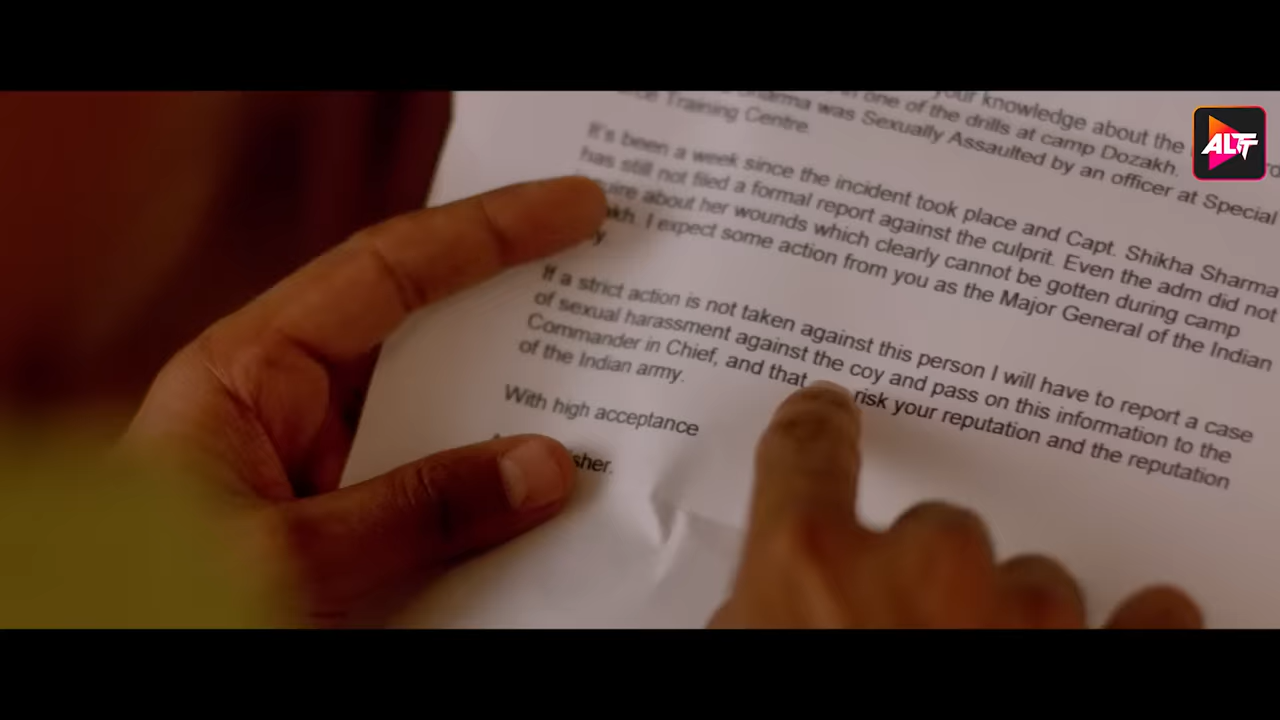 your knowledge about the
in one of the drills at camp Dozakh.
Sharma was Sexually Assaulted by an officer at Special
Training Centre.
It's been a week since the incident took place and Capt. Shikha Sharma
has still not filed a formal report against the culprit. Even the adm did not
about her wounds which clearly cannot be gotten during camp
I expect some action from you as the Major General of the Indian
If a strict action is not taken against this person I will have to report a case
of sexual harassment against the coy and pass on this information to the
Commander in Chief, and that risk your reputation and the reputation
of the Indian army.
With high acceptance
sher.
ALTT